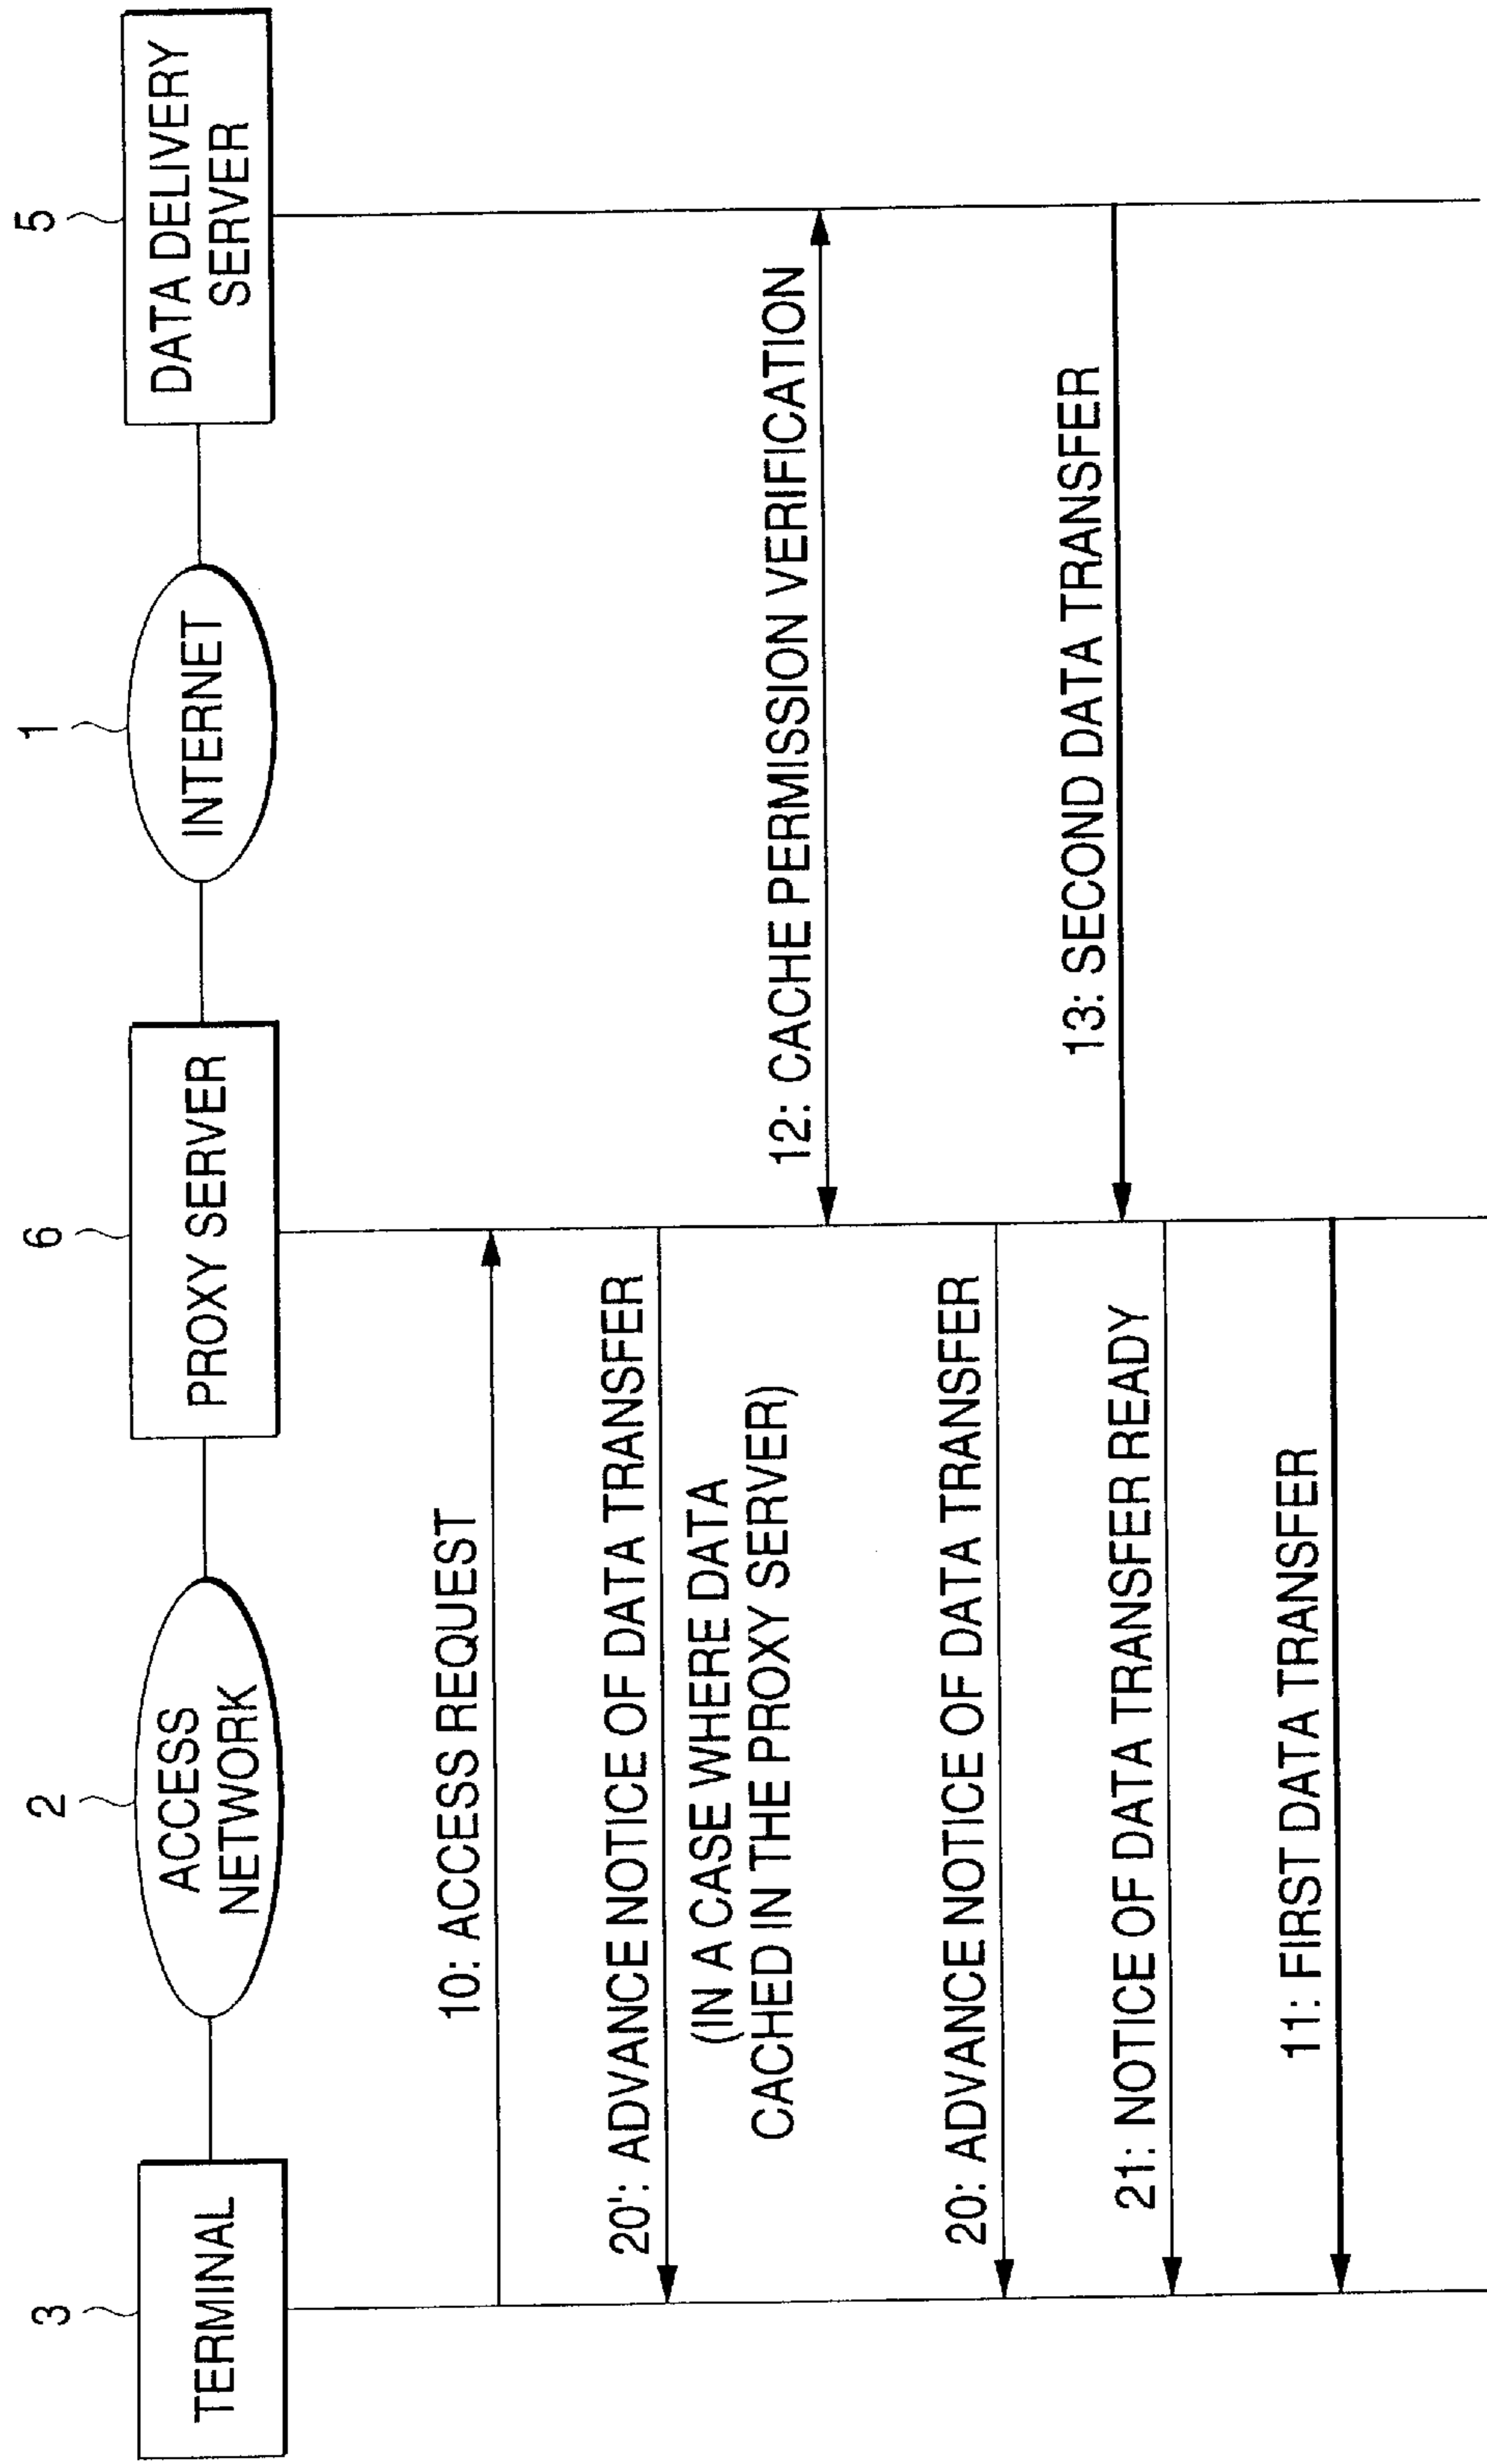 3
TERMINAL
2
ACCESS
NETWORK
6
PROXY SERVER
1
INTERNET
5
DATA DELIVERY
SERVER
10: ACCESS REQUEST
20': ADVANCE NOTICE OF DATA TRANSFER
(IN A CASE WHERE DATA
CACHED IN THE PROXY SERVER)
12: CACHE PERMISSION VERIFICATION
20: ADVANCE NOTICE OF DATA TRANSFER
13: SECOND DATA TRANSFER
21: NOTICE OF DATA TRANSFER READY
11: FIRST DATA TRANSFER